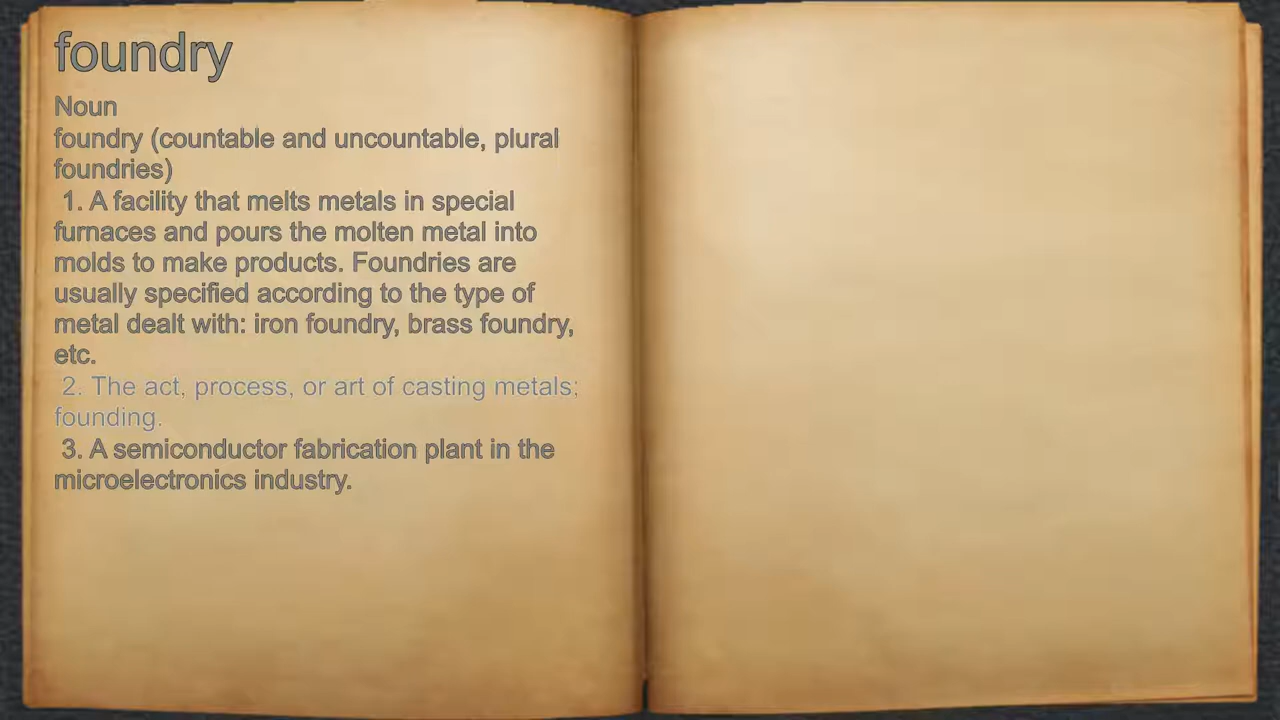 foundry
Noun
foundry (countable and uncountable, plural
foundries)
1. A facility that melts metals in special
furnaces and pours the molten metal into
molds to make products. Foundries are
usually specified according to the type of
metal dealt with: iron foundry, brass foundry,
etc.
2. The act, process, or art of casting metals;
founding.
3. A semiconductor fabrication plant in the
microelectronics industry.